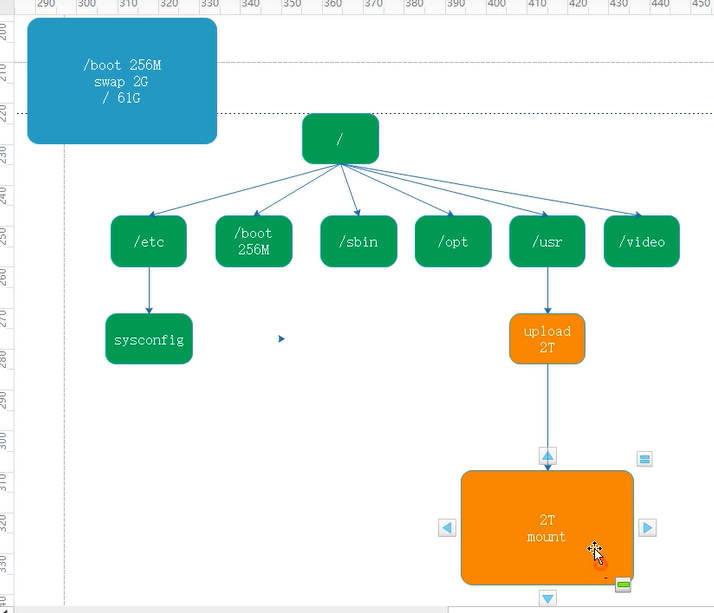 290 300 310 320 330 340 350 360 370 380 390 400 410 420 430 440 450
200
210
220
230
240
250
260
270
280
290
300
310
320
330
/boot 256M
swap 2G
/ 61G
/
/etc
/boot
256M
/sbin
/opt
/usr
/video
sysconfig
upload
2T
2T
mount